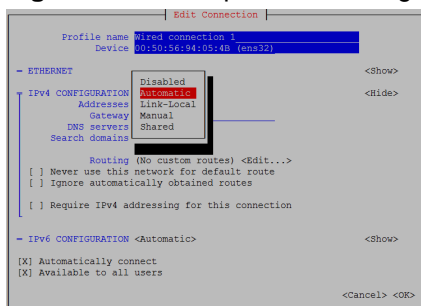 Edit Connection
Profile name Wired connection 1
Device 00:50:56:94:05:4B (ens32)
= ETHERNET <Show>
Disabled
IPv4 CONFIGURATION Automatic <Hide>
Addresses Link-Local
Gateway Manual
DNS servers Shared
Search domains
Routing (No custom routes) <Edit...>
[ ] Never use this network for default route
[ ] Ignore automatically obtained routes
[ ] Require IPv4 addressing for this connection
= IPv6 CONFIGURATION <Automatic> <Show>
[X] Automatically connect
[X] Available to all users
<Cancel> <OK>